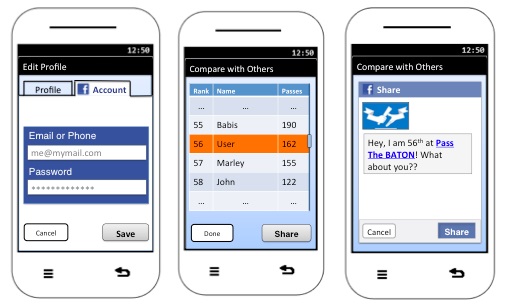 12:50
Edit Profile
Profile
f Account
Email or Phone
me@mymail.com
Password
*************
Cancel
Save
12:50
Compare with Others
Rank Name Passes
... ... ...
55 Babis 190
56 User 162
57 Marley 155
58 John 122
... ... ...
Done
Share
12:50
Compare with Others
f Share
Hey, I am 56th at Pass
The BATON! What
about you??
Cancel
Share